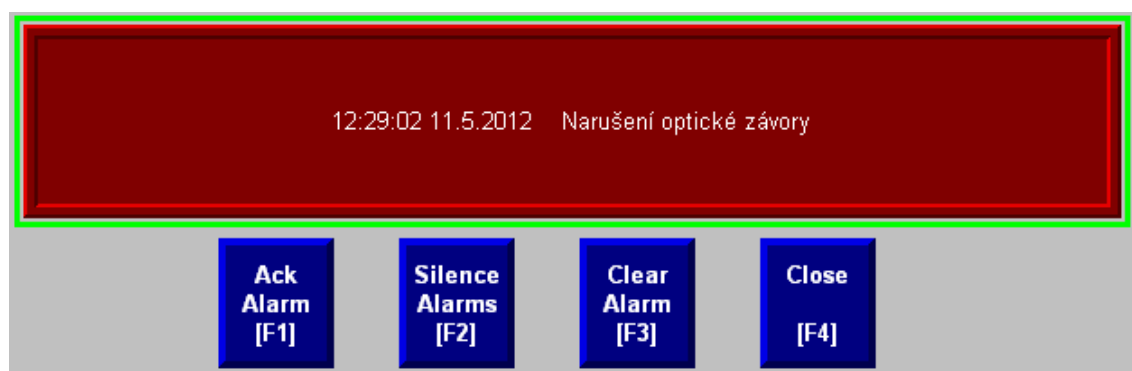 12:29:02 11.5.2012 Narušení optické závory
Ack Alarm [F1]
Silence Alarms [F2]
Clear Alarm [F3]
Close [F4]